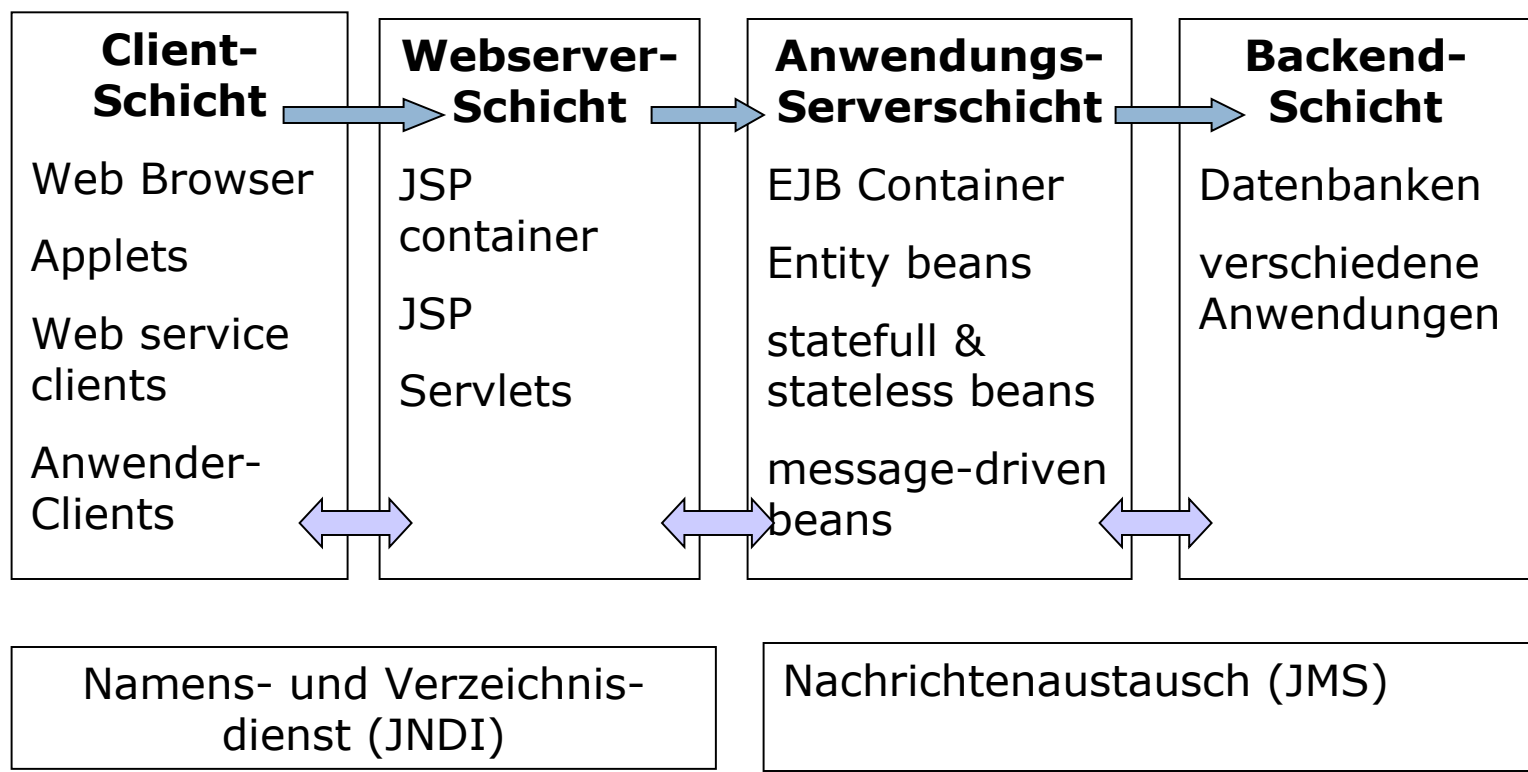 Client-
Schicht
Web Browser
Applets
Web service
clients
Anwender-
Clients
Webserver-
Schicht
JSP
container
JSP
Servlets
Anwendungs-
Serverschicht
EJB Container
Entity beans
statefull &
stateless beans
message-driven
beans
Backend-
Schicht
Datenbanken
verschiedene
Anwendungen
Namens- und Verzeichnis-
dienst (JNDI)
Nachrichtenaustausch (JMS)